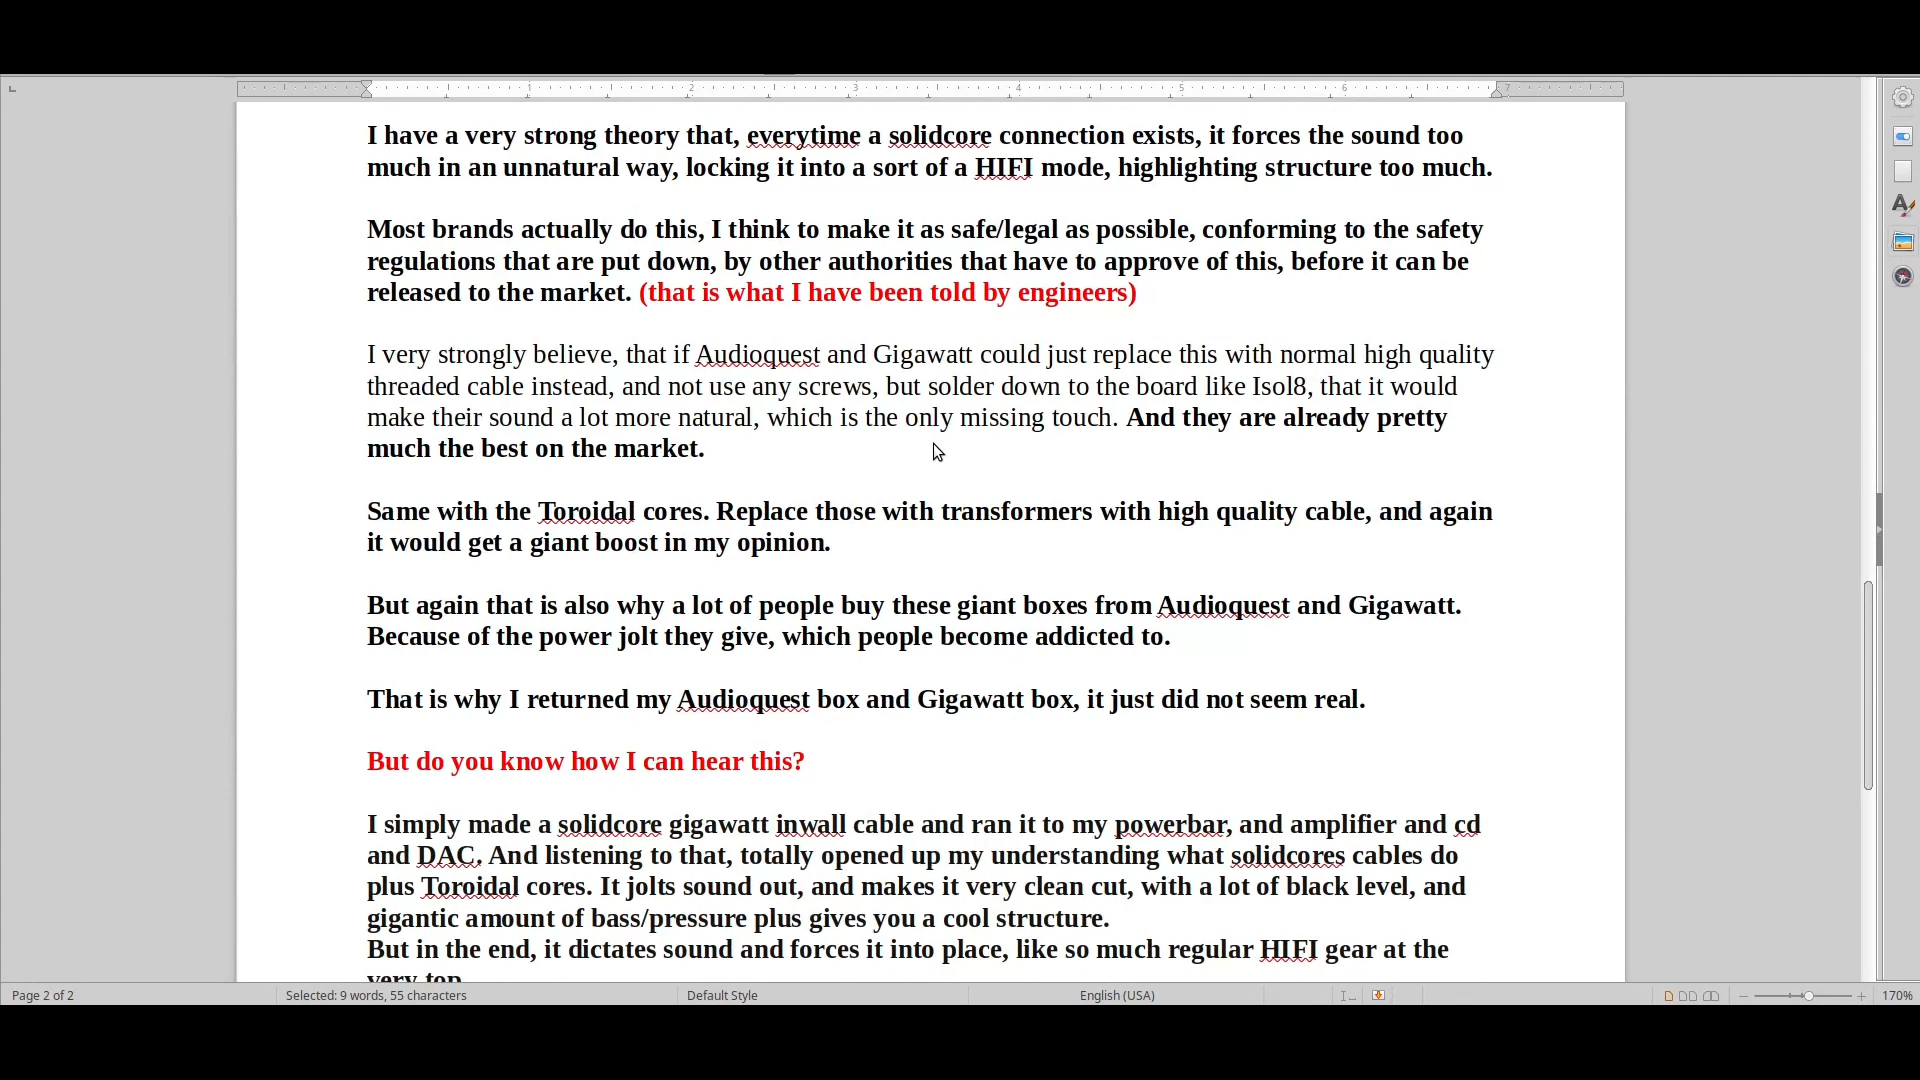 1 2 3 4 5 6 7
I have a very strong theory that, everytime a solidcore connection exists, it forces the sound too
much in an unnatural way, locking it into a sort of a HIFI mode, highlighting structure too much.
Most brands actually do this, I think to make it as safe/legal as possible, conforming to the safety
regulations that are put down, by other authorities that have to approve of this, before it can be
released to the market. (that is what I have been told by engineers)
I very strongly believe, that if Audioquest and Gigawatt could just replace this with normal high quality
threaded cable instead, and not use any screws, but solder down to the board like Isol8, that it would
make their sound a lot more natural, which is the only missing touch. And they are already pretty
much the best on the market.
Same with the Toroidal cores. Replace those with transformers with high quality cable, and again
it would get a giant boost in my opinion.
But again that is also why a lot of people buy these giant boxes from Audioquest and Gigawatt.
Because of the power jolt they give, which people become addicted to.
That is why I returned my Audioquest box and Gigawatt box, it just did not seem real.
But do you know how I can hear this?
I simply made a solidcore gigawatt inwall cable and ran it to my powerbar, and amplifier and cd
and DAC. And listening to that, totally opened up my understanding what solidcores cables do
plus Toroidal cores. It jolts sound out, and makes it very clean cut, with a lot of black level, and
gigantic amount of bass/pressure plus gives you a cool structure.
But in the end, it dictates sound and forces it into place, like so much regular HIFI gear at the
very top
Page 2 of 2
Selected: 9 words, 55 characters
Default Style
English (USA)
170%